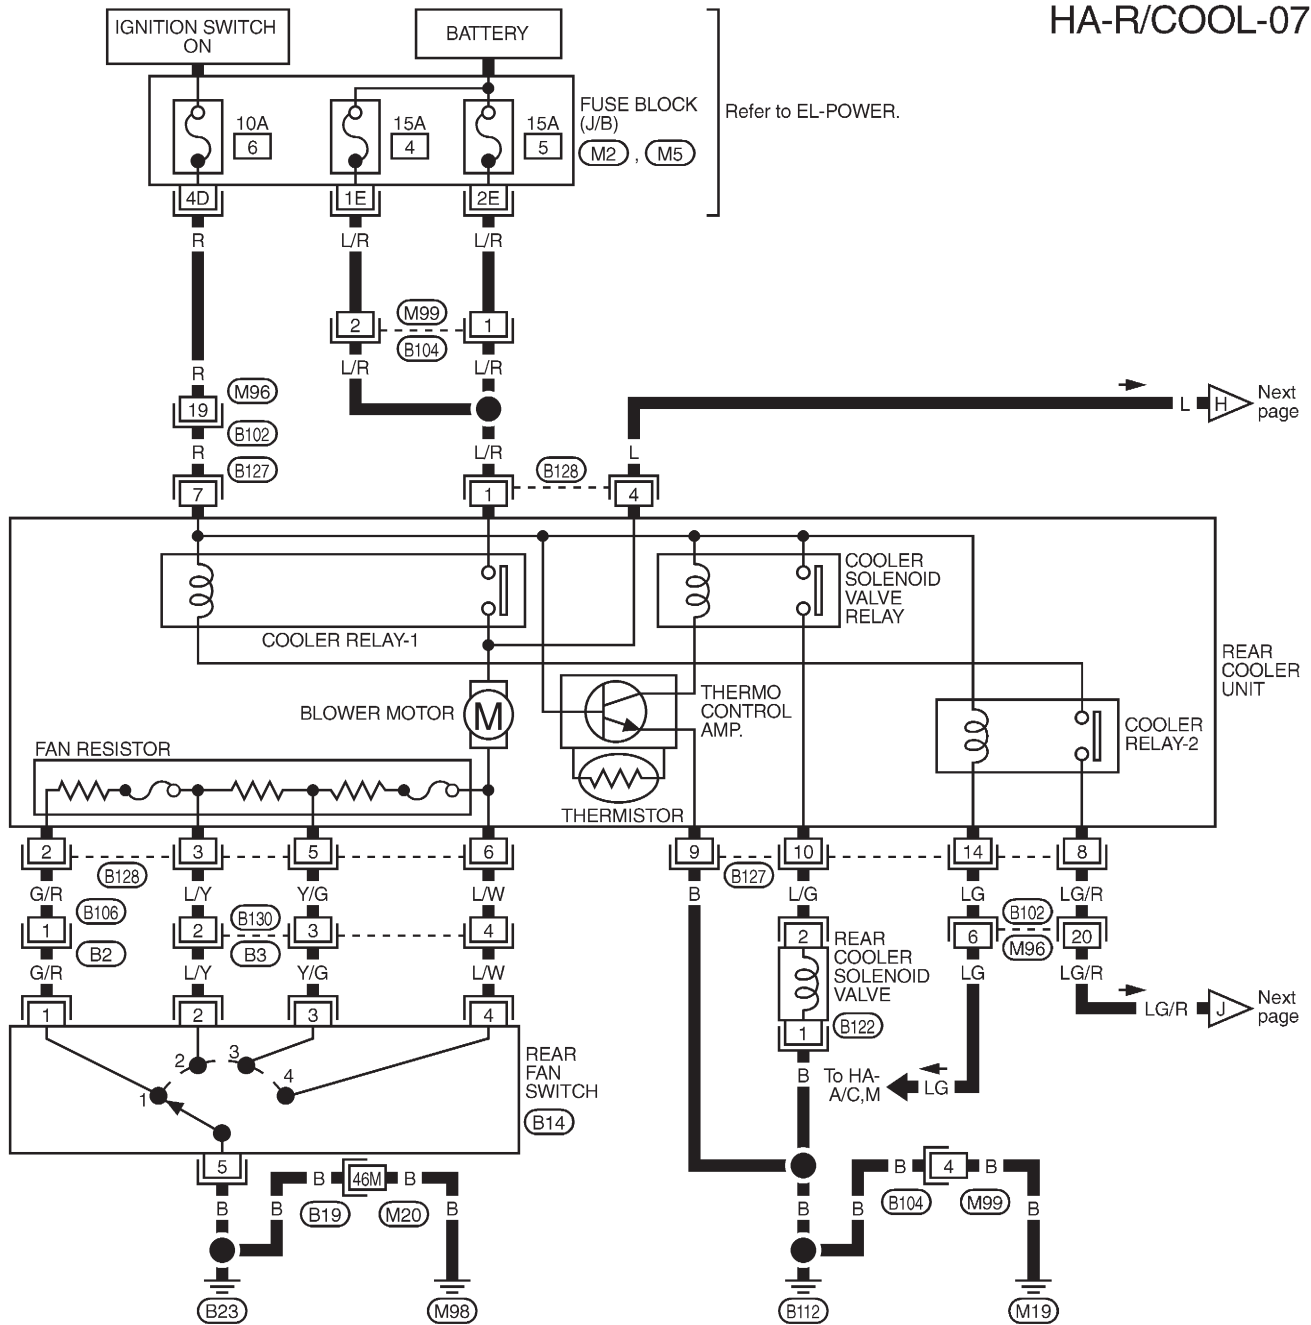 HA-R/COOL-07
IGNITION SWITCH
ON
BATTERY
10A
6
15A
4
15A
5
FUSE BLOCK
(J/B)
M2 , M5
Refer to EL-POWER.
4D
1E
2E
R
L/R
L/R
2
M99
1
B104
R
L/R
L/R
M96
19
B102
R
L/R
L
B127
B128
7
1
4
L
H
Next
page
COOLER RELAY-1
COOLER
SOLENOID
VALVE
RELAY
REAR
COOLER
UNIT
BLOWER MOTOR
M
THERMO
CONTROL
AMP.
THERMISTOR
COOLER
RELAY-2
FAN RESISTOR
2
3
5
6
9
10
14
8
B128
B127
G/R
L/Y
Y/G
L/W
B
L/G
LG
LG/R
B106
1
B2
2
B130
B3
3
4
2
6
B102
M96
20
G/R
L/Y
Y/G
L/W
LG
LG/R
REAR
COOLER
SOLENOID
VALVE
1
B122
LG/R
J
Next
page
1
2
3
4
1
2
3
4
REAR
FAN
SWITCH
B14
B
To HA-
A/C,M
LG
5
B
46M
B
B
4
B
B
B
B19
M20
B
B
B
B104
M99
B
B23
M98
B112
M19